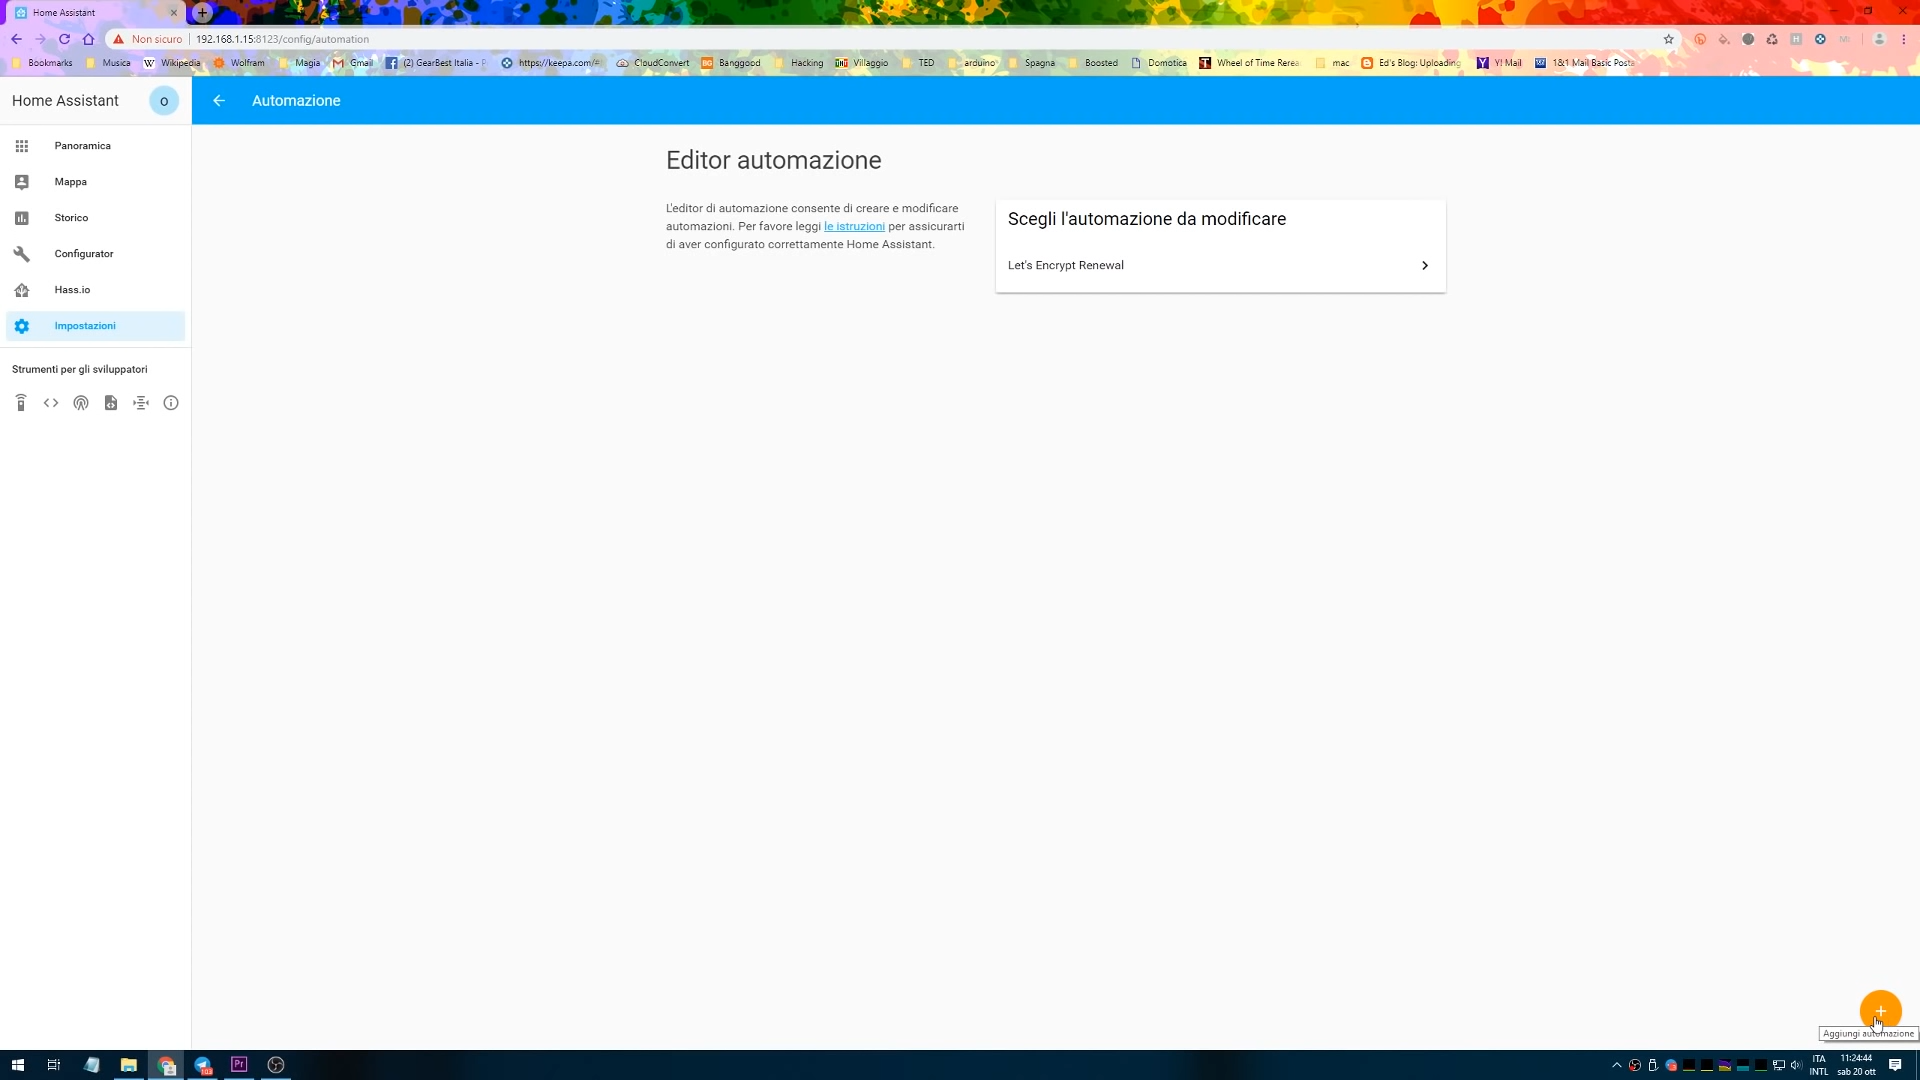 Home Assistant
Non sicuro
192.168.1.15:8123/config/automation
Bookmarks
Musica
Wikipedia
Wolfram
Magia
Gmail
(2) GearBest Italia -
https://keepa.com/#
CloudConvert
Banggood
Hacking
Villaggio
TED
arduino
Spagna
Boosted
Domotica
Wheel of Time Rerea
mac
Ed's Blog: Uploading
Y! Mail
1&1 Mail Basic Posta
Home Assistant
O
Automazione
Panoramica
Mappa
Storico
Configurator
Hass.io
Impostazioni
Strumenti per gli sviluppatori
Editor automazione
L'editor di automazione consente di creare e modificare
automazioni. Per favore leggi le istruzioni per assicurarti
di aver configurato correttamente Home Assistant.
Scegli l'automazione da modificare
Let's Encrypt Renewal
Aggiungi automazione
Pr
ITA
INTL
11:24:44
sab 20 ott